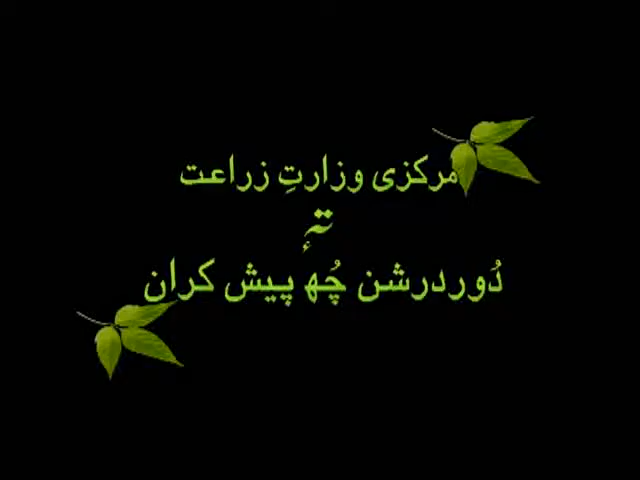 مرکزی وزارتِ زراعت
تہٕ
دُوردرشن چُھ پیش کران